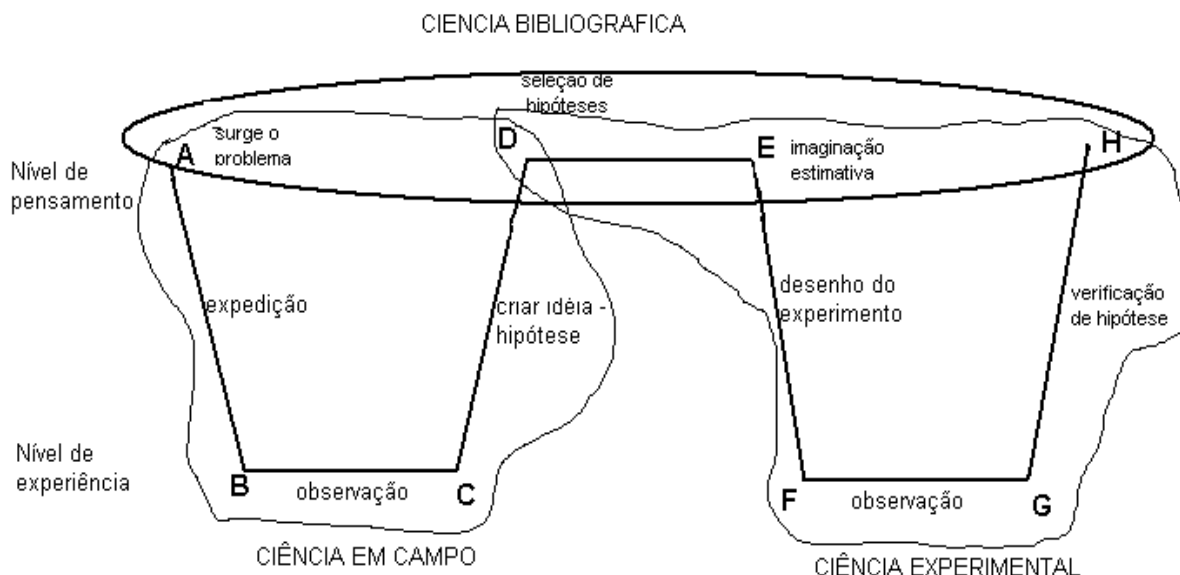 CIENCIA BIBLIOGRAFICA
seleção de
hipóteses
surge o
problema
A
D
E
imaginação
estimativa
H
Nível de
pensamento
expedição
criar idéia -
hipótese
desenho do
experimento
verificação
de hipótese
Nível de
experiência
B
observação
C
F
observação
G
CIÊNCIA EM CAMPO
CIÊNCIA EXPERIMENTAL